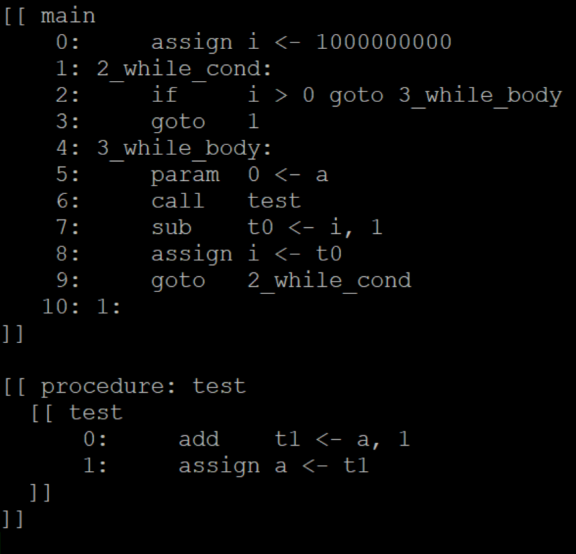 [[ main
0: assign i <- 1000000000
1: 2_while_cond:
2: if i > 0 goto 3_while_body
3: goto 1
4: 3_while_body:
5: param 0 <- a
6: call test
7: sub t0 <- i, 1
8: assign i <- t0
9: goto 2_while_cond
10: 1:
]]
[[ procedure: test
[[ test
0: add t1 <- a, 1
1: assign a <- t1
]]
]]